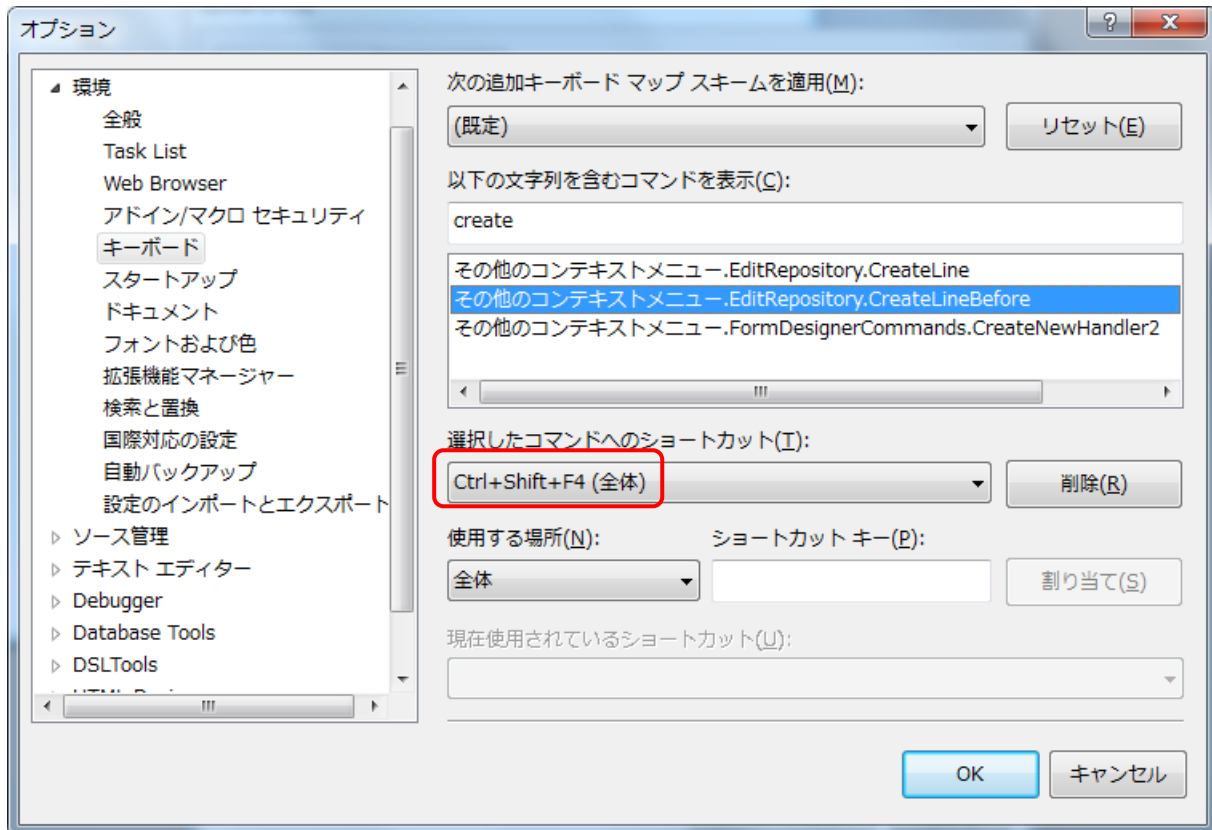 オプション
環境
全般
Task List
Web Browser
アドイン/マクロ セキュリティ
キーボード
スタートアップ
ドキュメント
フォントおよび色
拡張機能マネージャー
検索と置換
国際対応の設定
自動バックアップ
設定のインポートとエクスポート
ソース管理
テキスト エディター
Debugger
Database Tools
DSLTools
次の追加キーボード マップ スキームを適用(M):
(既定)
リセット(E)
以下の文字列を含むコマンドを表示(C):
create
その他のコンテキストメニュー.EditRepository.CreateLine
その他のコンテキストメニュー.EditRepository.CreateLineBefore
その他のコンテキストメニュー.FormDesignerCommands.CreateNewHandler2
選択したコマンドへのショートカット(T):
Ctrl+Shift+F4 (全体)
削除(R)
使用する場所(N):
ショートカット キー(P):
全体
割り当て(S)
現在使用されているショートカット(U):
OK
キャンセル